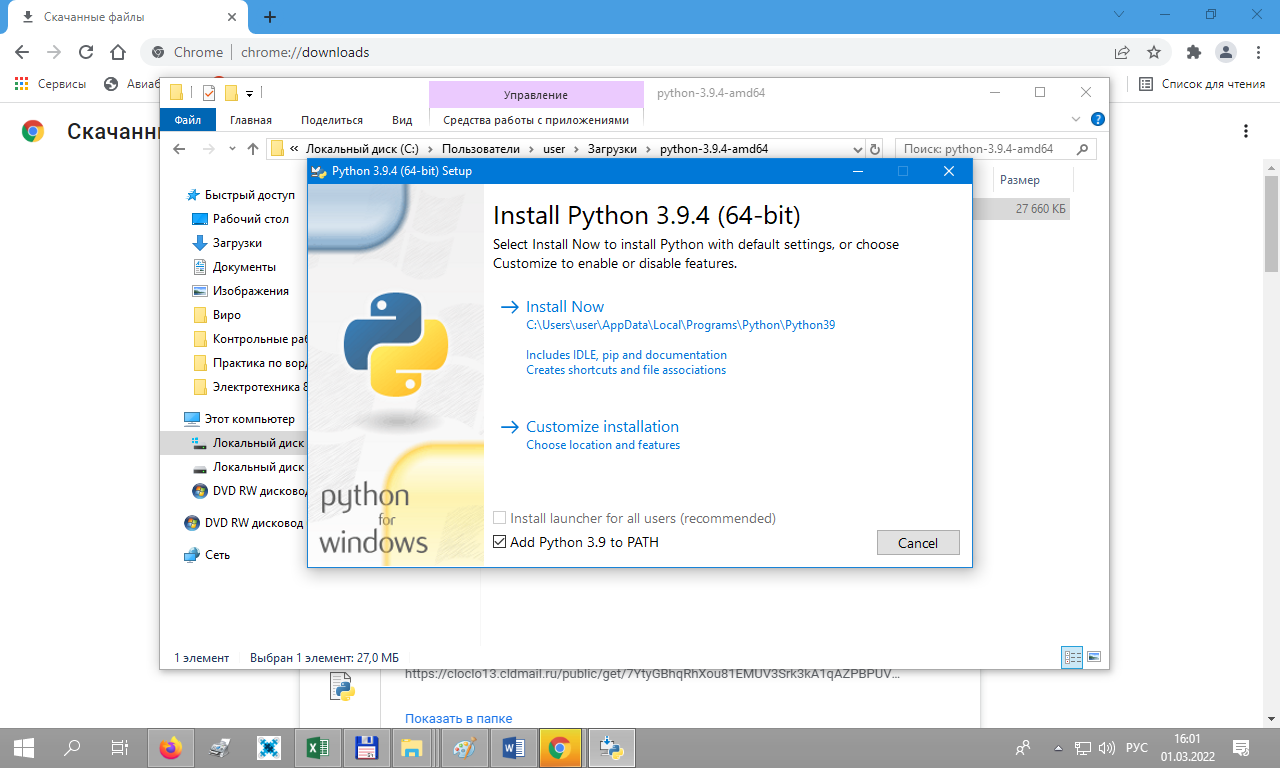 Скачанные файлы
Chrome
chrome://downloads
Сервисы
Список для чтения
Управление
python-3.9.4-amd64
Файл
Главная
Поделиться
Вид
Средства работы с приложениями
Локальный диск (C:)
Пользователи
user
Загрузки
python-3.9.4-amd64
Поиск: python-3.9.4-amd64
Python 3.9.4 (64-bit) Setup
Размер
27 660 КБ
Быстрый доступ
Рабочий стол
Загрузки
Документы
Изображения
Виро
Контрольные раб
Практика по ворд
Электротехника 8
Этот компьютер
Локальный диск
Локальный диск
DVD RW дисковод
DVD RW дисковод
Сеть
Install Python 3.9.4 (64-bit)
Select Install Now to install Python with default settings, or choose
Customize to enable or disable features.
Install Now
C:\Users\user\AppData\Local\Programs\Python\Python39
Includes IDLE, pip and documentation
Creates shortcuts and file associations
Customize installation
Choose location and features
python
for
windows
Install launcher for all users (recommended)
Add Python 3.9 to PATH
Cancel
1 элемент
Выбран 1 элемент: 27,0 МБ
Показать в папке
РУС
16:01
01.03.2022